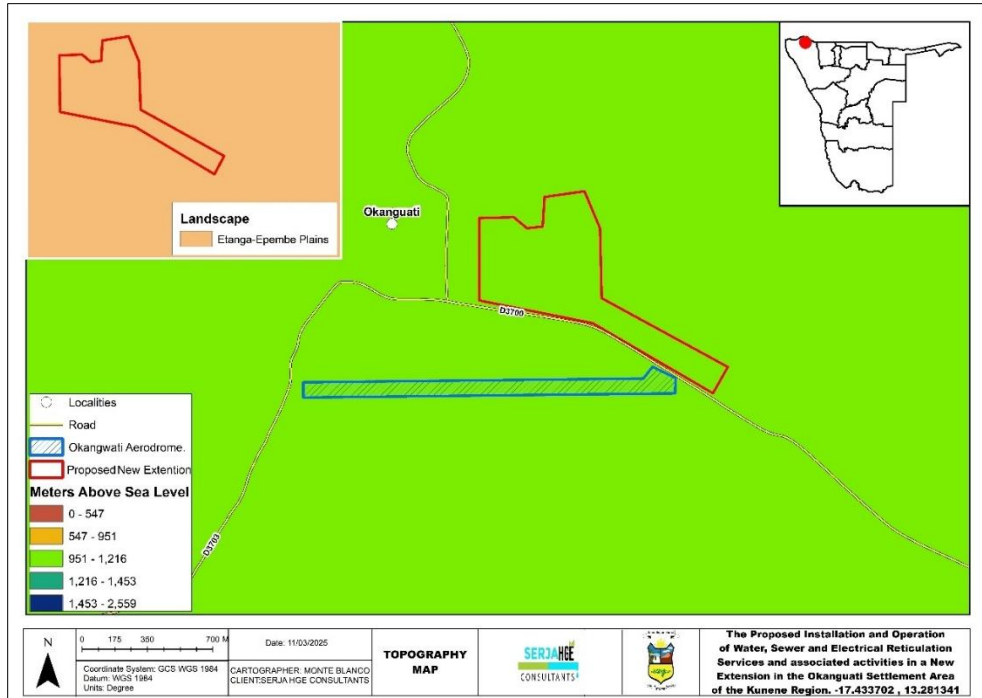 Landscape
Etanga-Epembe Plains
Okanguati
D3700
D3703
Localities
Road
Okangwati Aerodrome.
Proposed New Extention
Meters Above Sea Level
0 - 547
547 - 951
951 - 1,216
1,216 - 1,453
1,453 - 2,559
N
0 175 350 700 M
Coordinate System: GCS WGS 1984
Datum: WGS 1984
Units: Degree
Date: 11/03/2025
CARTOGRAPHER: MONTE BLANCO
CLIENT:SERJA HGE CONSULTANTS
TOPOGRAPHY
MAP
SERJA HGE
CONSULTANTS
The Proposed Installation and Operation
of Water, Sewer and Electrical Reticulation
Services and associated activities in a New
Extension in the Okanguati Settlement Area
of the Kunene Region. -17.433702 , 13.281341